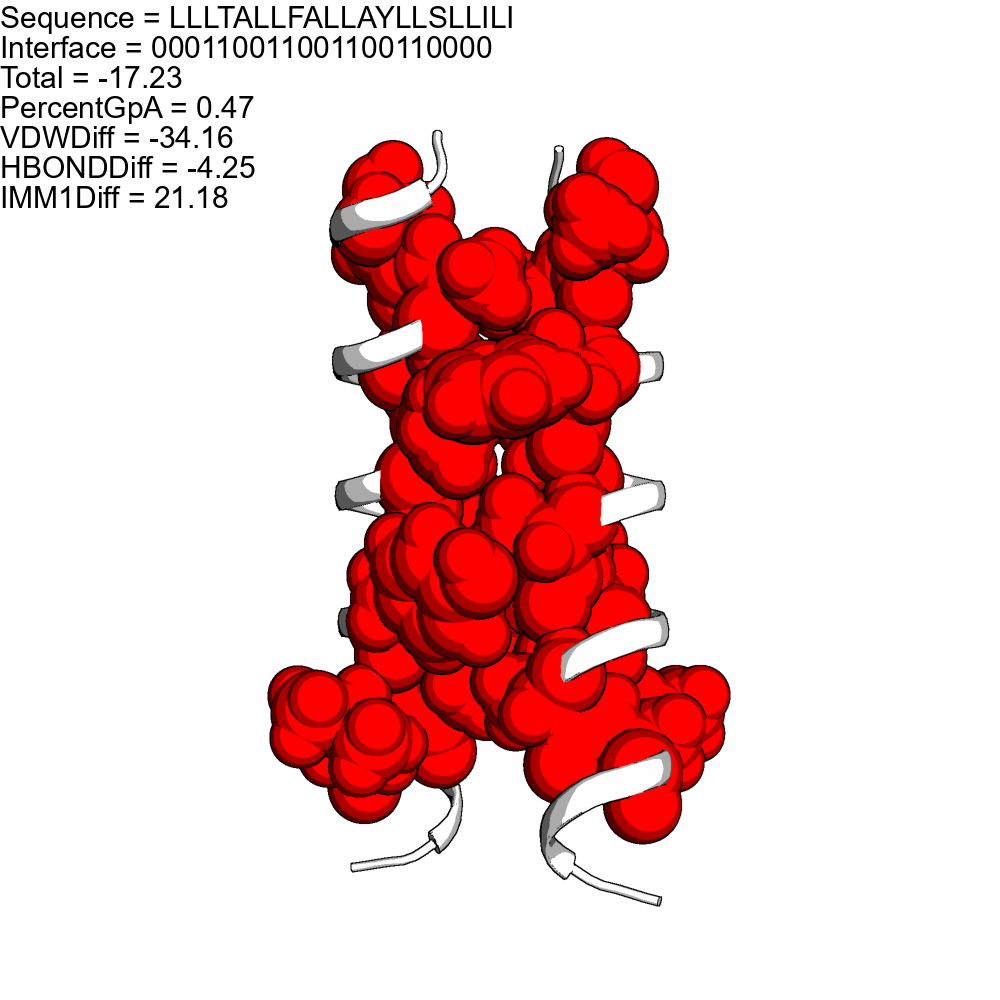 Sequence = LLLTALLFALLAYLLSLLILI
Interface = 000110011001100110000
Total = -17.23
PercentGpA = 0.47
VDWDiff = -34.16
HBONDDiff = -4.25
IMM1Diff = 21.18